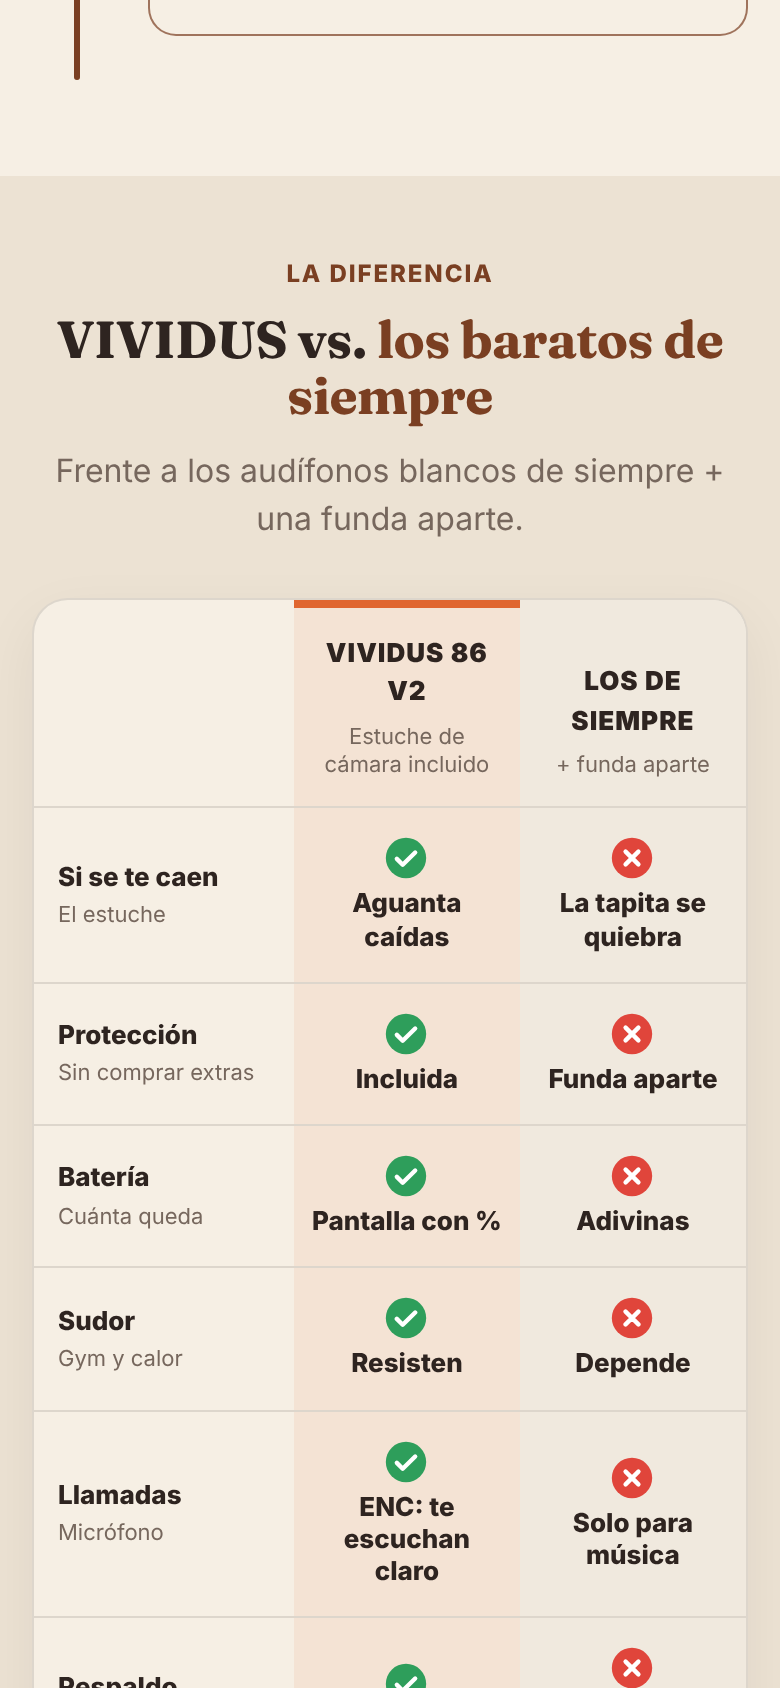 LA DIFERENCIA
VIVIDUS vs. los baratos de
siempre
Frente a los audífonos blancos de siempre +
una funda aparte.
VIVIDUS 86
V2
Estuche de
cámara incluido
LOS DE
SIEMPRE
+ funda aparte
Si se te caen
El estuche
Aguanta
caídas
La tapita se
quiebra
Protección
Sin comprar extras
Incluida
Funda aparte
Batería
Cuánta queda
Pantalla con %
Adivinas
Sudor
Gym y calor
Resisten
Depende
Llamadas
Micrófono
ENC: te
escuchan
claro
Solo para
música
Respaldo